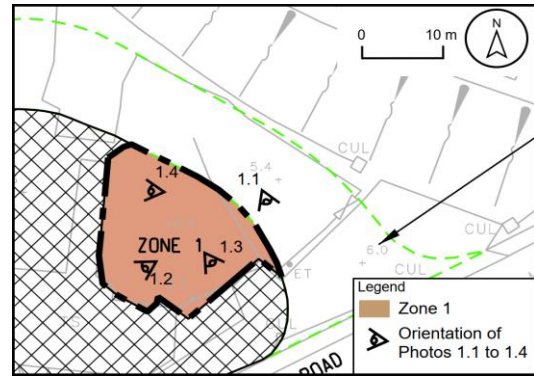 N
0 10 m
CUL
1.4
5.4
1.1
ZONE 1
1.3
1.2
ET
6.0
CUL
CUL
TS
ROAD
Legend
Zone 1
Orientation of
Photos 1.1 to 1.4